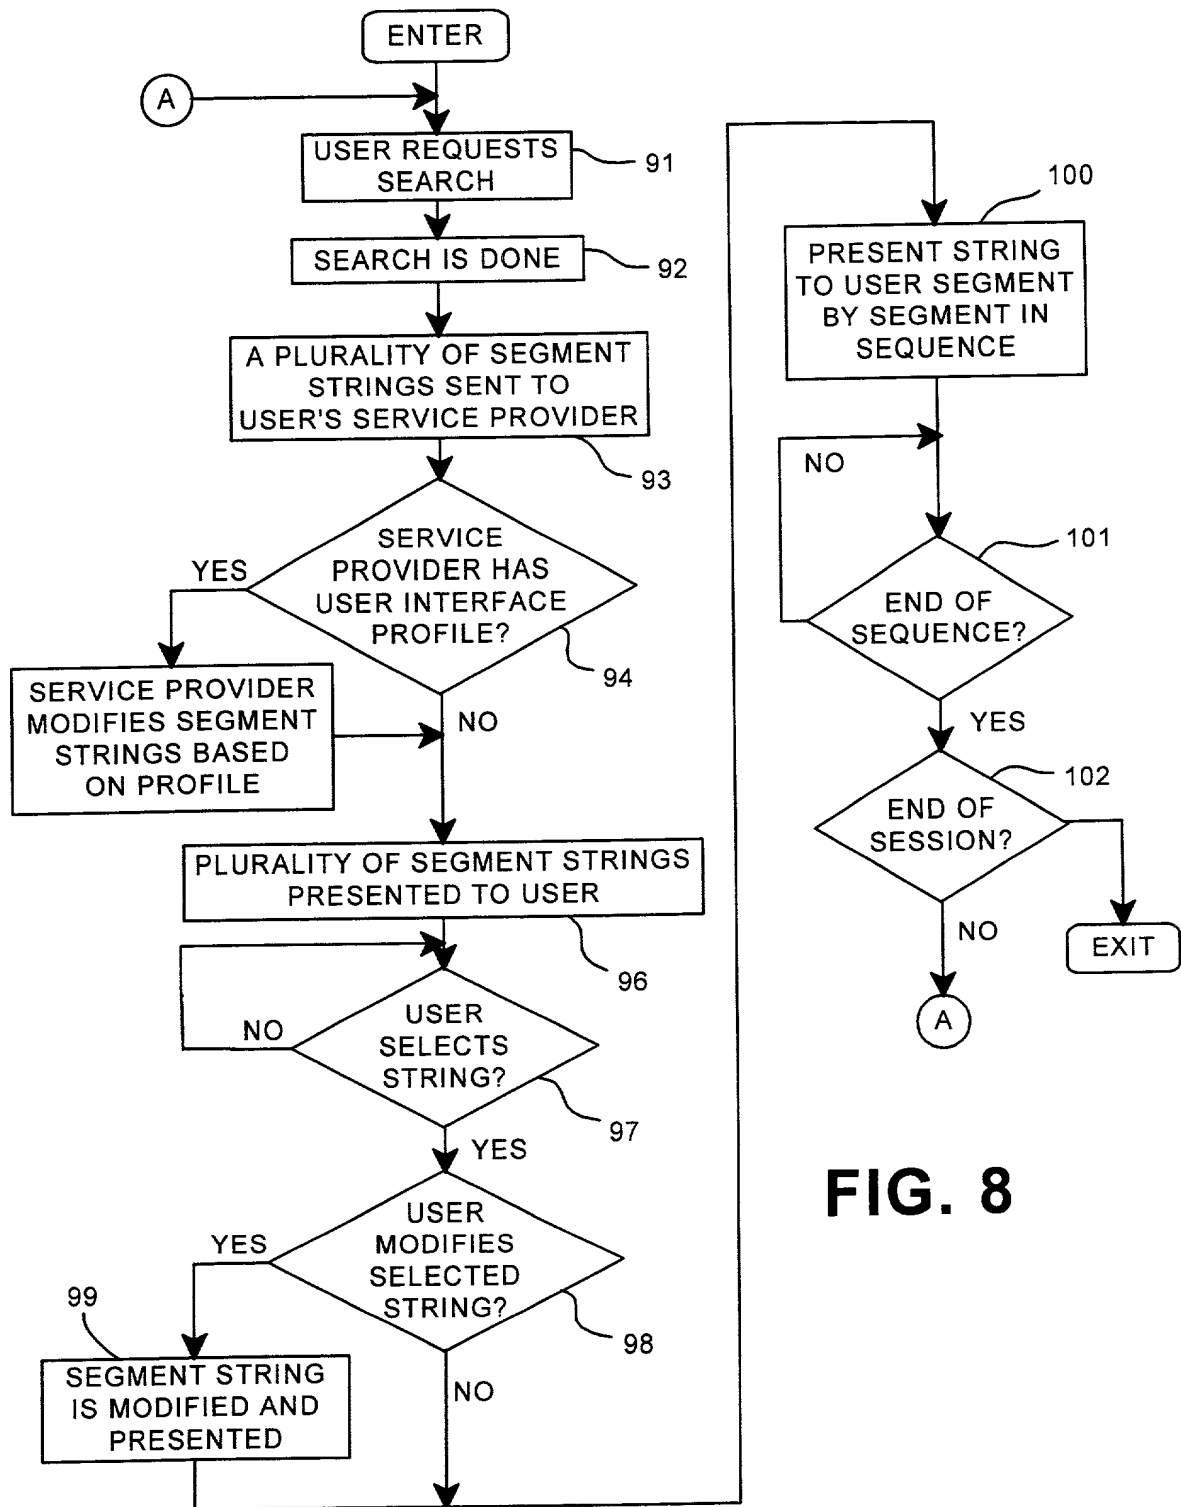 ENTER
A
USER REQUESTS
SEARCH
91
SEARCH IS DONE
92
A PLURALITY OF SEGMENT
STRINGS SENT TO
USER'S SERVICE PROVIDER
93
SERVICE
PROVIDER HAS
USER INTERFACE
PROFILE?
YES
94
NO
SERVICE PROVIDER
MODIFIES SEGMENT
STRINGS BASED
ON PROFILE
PLURALITY OF SEGMENT STRINGS
PRESENTED TO USER
96
USER
SELECTS
STRING?
NO
97
YES
USER
MODIFIES
SELECTED
STRING?
YES
98
NO
99
SEGMENT STRING
IS MODIFIED AND
PRESENTED
100
PRESENT STRING
TO USER SEGMENT
BY SEGMENT IN
SEQUENCE
NO
101
END OF
SEQUENCE?
YES
102
END OF
SESSION?
NO
EXIT
A
FIG. 8